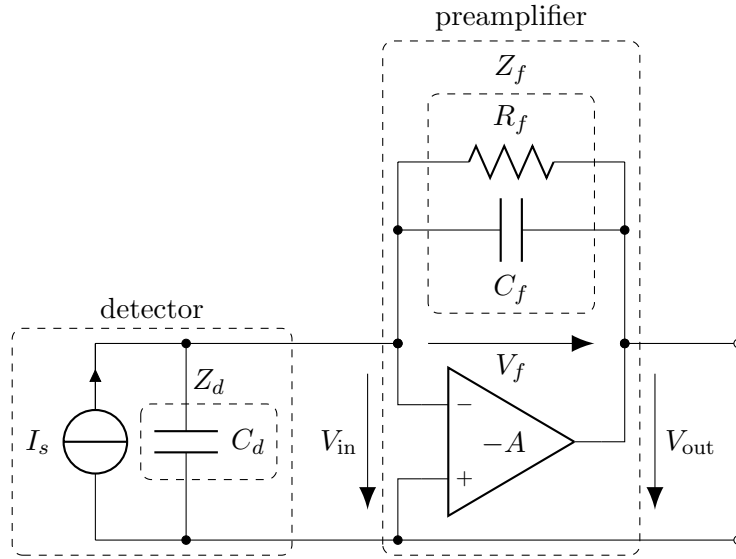 preamplifier
Z_f
R_f
C_f
detector
V_f
Z_d
I_s
C_d
V_in
−
−A
+
V_out